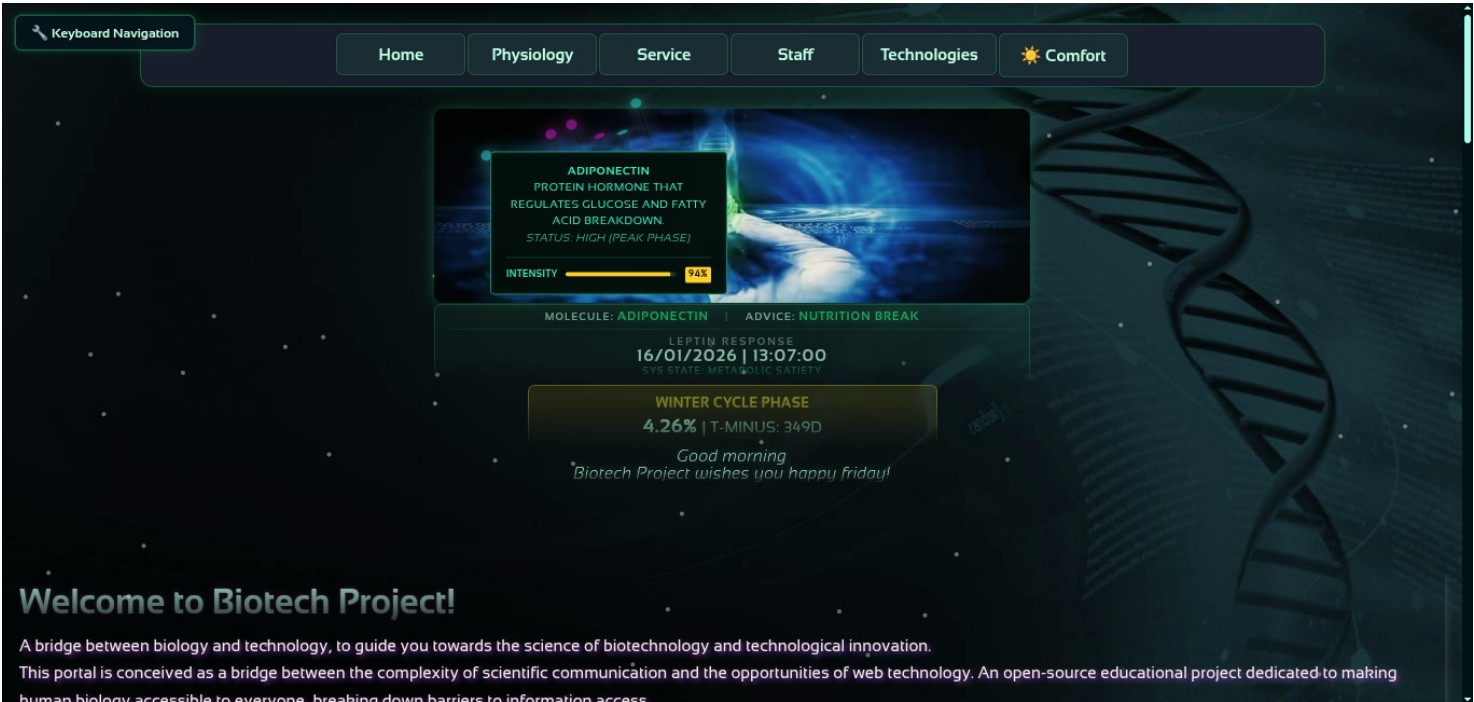 🔧 Keyboard Navigation
Home
Physiology
Service
Staff
Technologies
☀️ Comfort
ADIPONECTIN
PROTEIN HORMONE THAT
REGULATES GLUCOSE AND FATTY
ACID BREAKDOWN.
STATUS: HIGH (PEAK PHASE)
INTENSITY 94%
MOLECULE: ADIPONECTIN | ADVICE: NUTRITION BREAK
LEPTIN RESPONSE
16/01/2026 | 13:07:00
SYS STATE: METABOLIC SATIETY
WINTER CYCLE PHASE
4.26% | T-MINUS: 349D
Good morning
Biotech Project wishes you happy friday!
Welcome to Biotech Project!
A bridge between biology and technology, to guide you towards the science of biotechnology and technological innovation.
This portal is conceived as a bridge between the complexity of scientific communication and the opportunities of web technology. An open-source educational project dedicated to making
human biology accessible to everyone, breaking down barriers to information access.